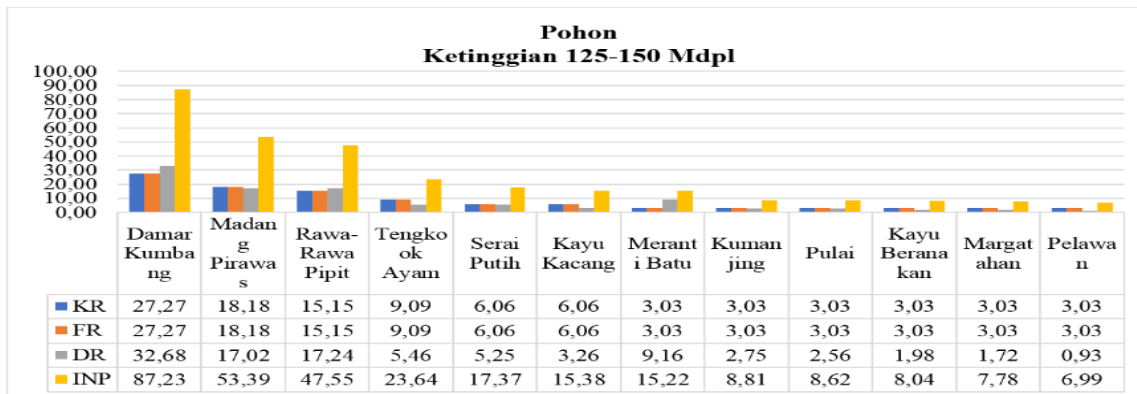 Pohon
Ketinggian 125-150 Mdpl
100,00
90,00
80,00
70,00
60,00
50,00
40,00
30,00
20,00
10,00
0,00
Damar Kumba ng
Madan g Pirawa s
Rawa- Rawa Pipit
Tengko ok Ayam
Serai Putih
Kayu Kacang
Merant i Batu
Kuman jing
Pulai
Kayu Berana kan
Margat ahan
Pelawa n
KR 27,27 18,18 15,15 9,09 6,06 6,06 3,03 3,03 3,03 3,03 3,03 3,03
FR 27,27 18,18 15,15 9,09 6,06 6,06 3,03 3,03 3,03 3,03 3,03 3,03
DR 32,68 17,02 17,24 5,46 5,25 3,26 9,16 2,75 2,56 1,98 1,72 0,93
INP 87,23 53,39 47,55 23,64 17,37 15,38 15,22 8,81 8,62 8,04 7,78 6,99